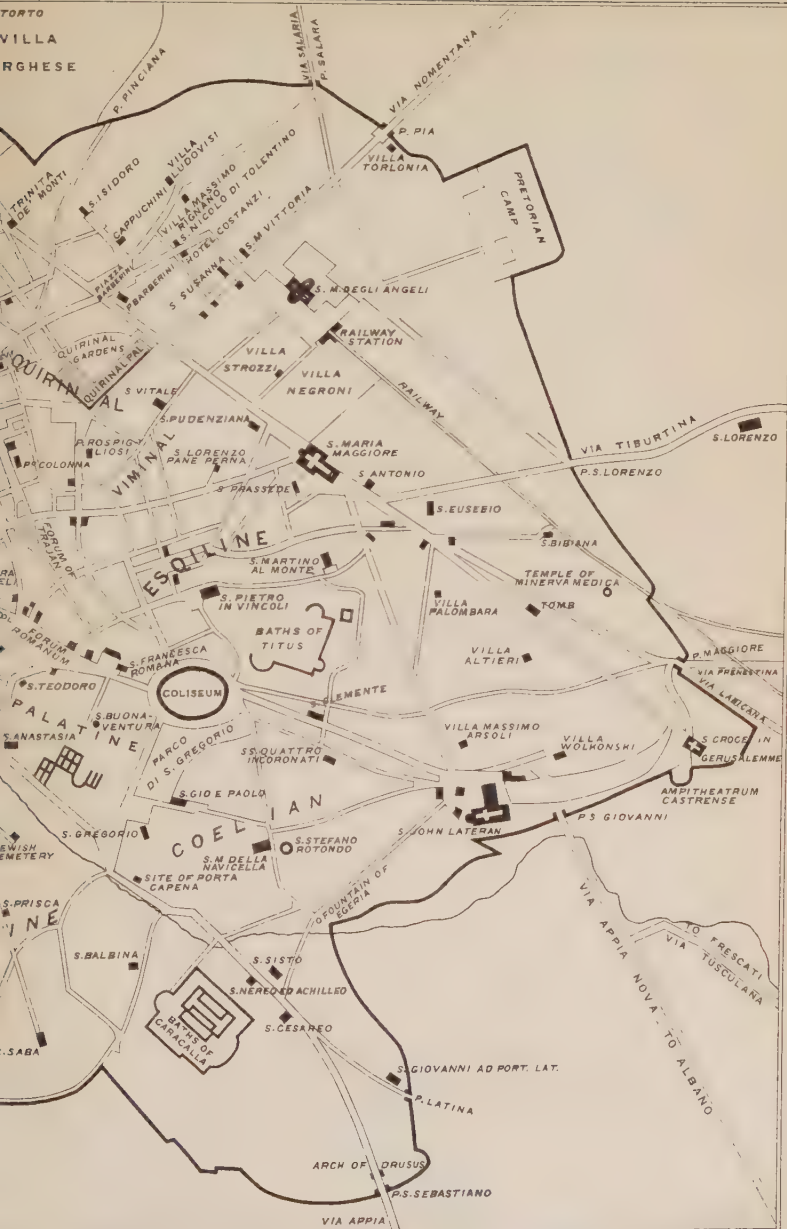 TORTO
VILLA
RGHESE
P. PINCIANA
VIA SALARIA
P. SALARA
VIA NOMENTANA
P. PIA
VILLA
TORLONIA
PRETORIAN
CAMP
TRINITA
DE' MONTI
S. ISIDORO
CAPPUCHINI
VILLA
LUDOVISI
VILLA MASSIMO
RIGNANO
S. NICOLO DI TOLENTINO
HOTEL COSTANZI
S. M. VITTORIA
PIAZZA
BARBERINI
P. BARBERINI
S. SUSANNA
S. M. DEGLI ANGELI
QUIRINAL
GARDENS
QUIRINAL PAL
QUIRINAL
RAILWAY
STATION
RAILWAY
VILLA
STROZZI
VILLA
NEGRONI
S. VITALE
S. PUDENZIANA
P. ROSPIG-
LIOSI
VIMINAL
S. LORENZO
PANE PERNA
S. MARIA
MAGGIORE
VIA TIBURTINA
S. LORENZO
P. S. LORENZO
Po COLONNA
S. PRASSEDE
S. ANTONIO
S. EUSEBIO
FORUM OF
TRAJAN
ESQILINE
S. BIBIANA
S. MARTINO
AL MONTE
TEMPLE OF
MINERVA MEDICA
S. PIETRO
IN VINCOLI
BATHS OF
TITUS
VILLA
PALOMBARA
TOMB
FORUM
ROMANUM
S. FRANCESCA
ROMANA
VILLA
ALTIERI
P. MAGGIORE
VIA PRENESTINA
VIA LABICANA
S. TEODORO
COLISEUM
S. CLEMENTE
PALATINE
S. BUONA-
VENTURA
S. ANASTASIA
PARCO
DI S. GREGORIO
SS. QUATTRO
INCORONATI
VILLA MASSIMO
ARSOLI
VILLA
WOLKONSKI
S. CROCE IN
GERUSALEMME
AMPITHEATRUM
CASTRENSE
S. GIO E PAOLO
COELIAN
S. JOHN LATERAN
P. S. GIOVANNI
S. GREGORIO
S. M. DELLA
NAVICELLA
S. STEFANO
ROTONDO
EWISH
EMETERY
SITE OF PORTA
CAPENA
FOUNTAIN OF
EGERIA
S. PRISCA
INE
S. BALBINA
S. SISTO
S. NEREO ED ACHILLEO
S. CESAREO
BATHS OF
CARACALLA
S. SABA
TO FRESCATI
VIA TUSCULANA
VIA APPIA NOVA - TO ALBANO
S. GIOVANNI AD PORT. LAT.
P. LATINA
ARCH OF DRUSUS
P. S. SEBASTIANO
VIA APPIA